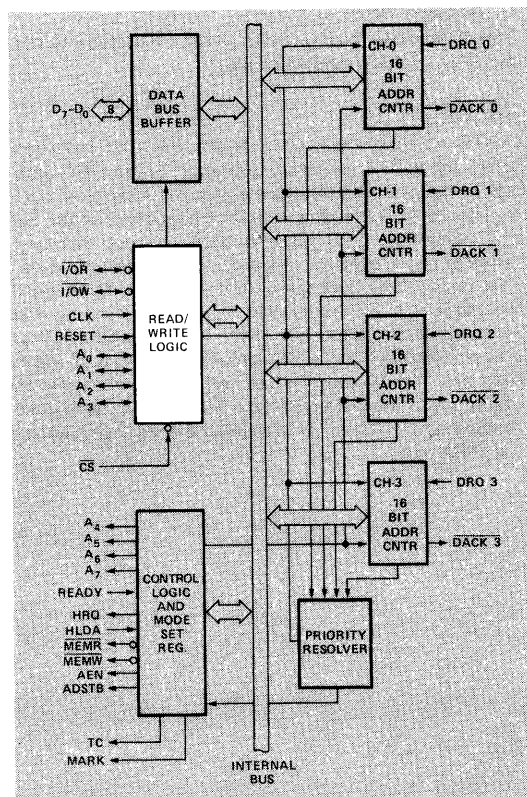 DATA
BUS
BUFFER
D7-D0
8
I/OR
I/OW
CLK
RESET
A0
A1
A2
A3
READ/
WRITE
LOGIC
CS
A4
A5
A6
A7
READY
HRQ
HLDA
MEMR
MEMW
AEN
ADSTB
CONTROL
LOGIC
AND
MODE
SET
REG.
TC
MARK
INTERNAL
BUS
CH-0
16
BIT
ADDR
CNTR
DRQ 0
DACK 0
CH-1
16
BIT
ADDR
CNTR
DRQ 1
DACK 1
CH-2
16
BIT
ADDR
CNTR
DRQ 2
DACK 2
CH-3
16
BIT
ADDR
CNTR
DRQ 3
DACK 3
PRIORITY
RESOLVER